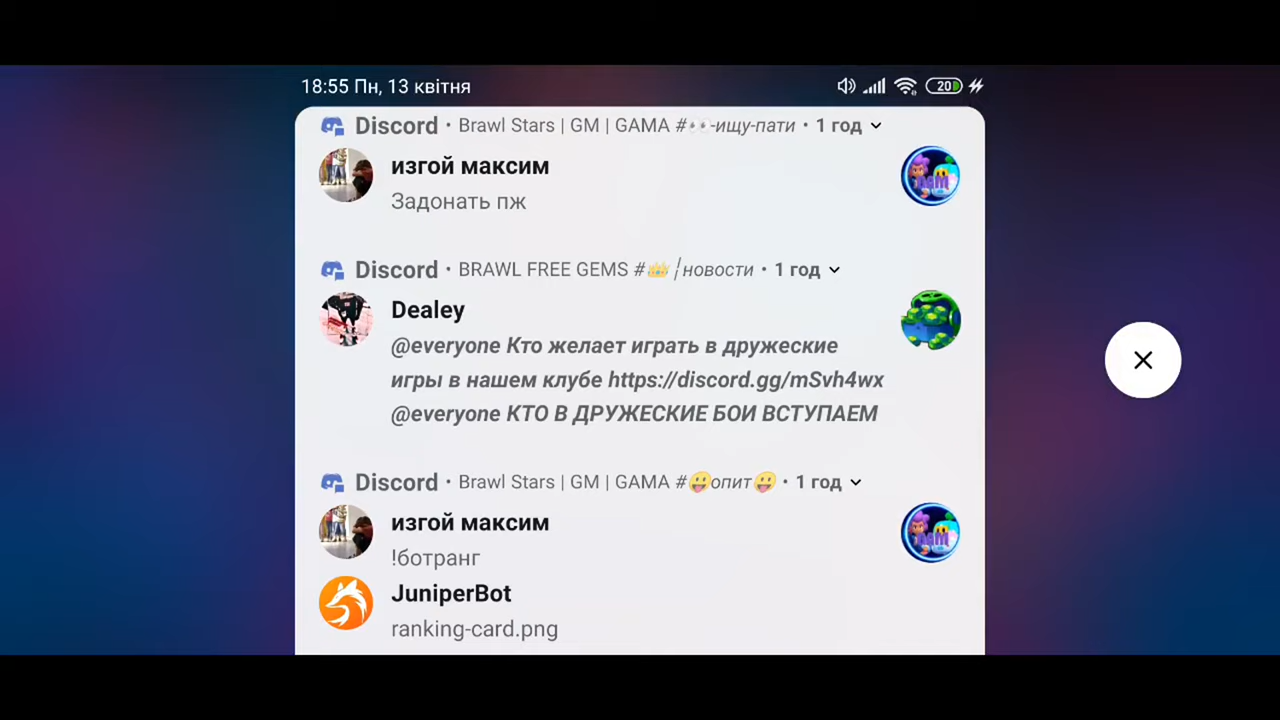 18:55 Пн, 13 квітня
20
Discord · Brawl Stars | GM | GAMA #👀-ищу-пати · 1 год
изгой максим
Задонать пж
Discord · BRAWL FREE GEMS #👑┆новости · 1 год
Dealey
@everyone Кто желает играть в дружеские
игры в нашем клубе https://discord.gg/mSvh4wx
@everyone КТО В ДРУЖЕСКИЕ БОИ ВСТУПАЕМ
Discord · Brawl Stars | GM | GAMA #😛опит😛 · 1 год
изгой максим
!ботранг
JuniperBot
ranking-card.png